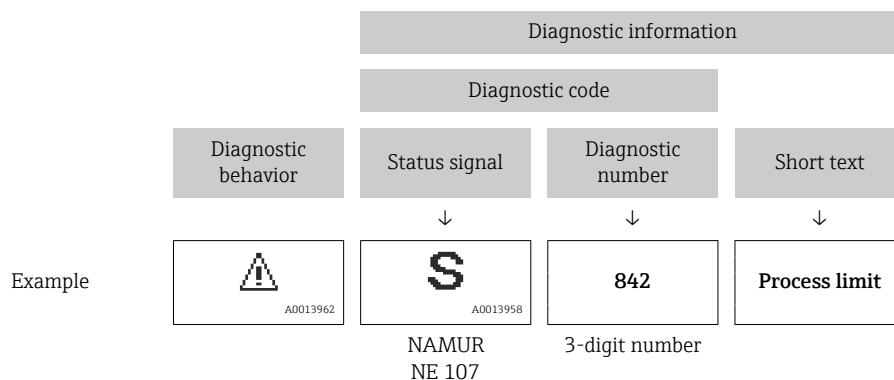 Diagnostic information
Diagnostic code
Diagnostic
behavior
Status signal
Diagnostic
number
Short text
↓ ↓ ↓
Example
A0013962
S
A0013958
842
Process limit
NAMUR
NE 107
3-digit number